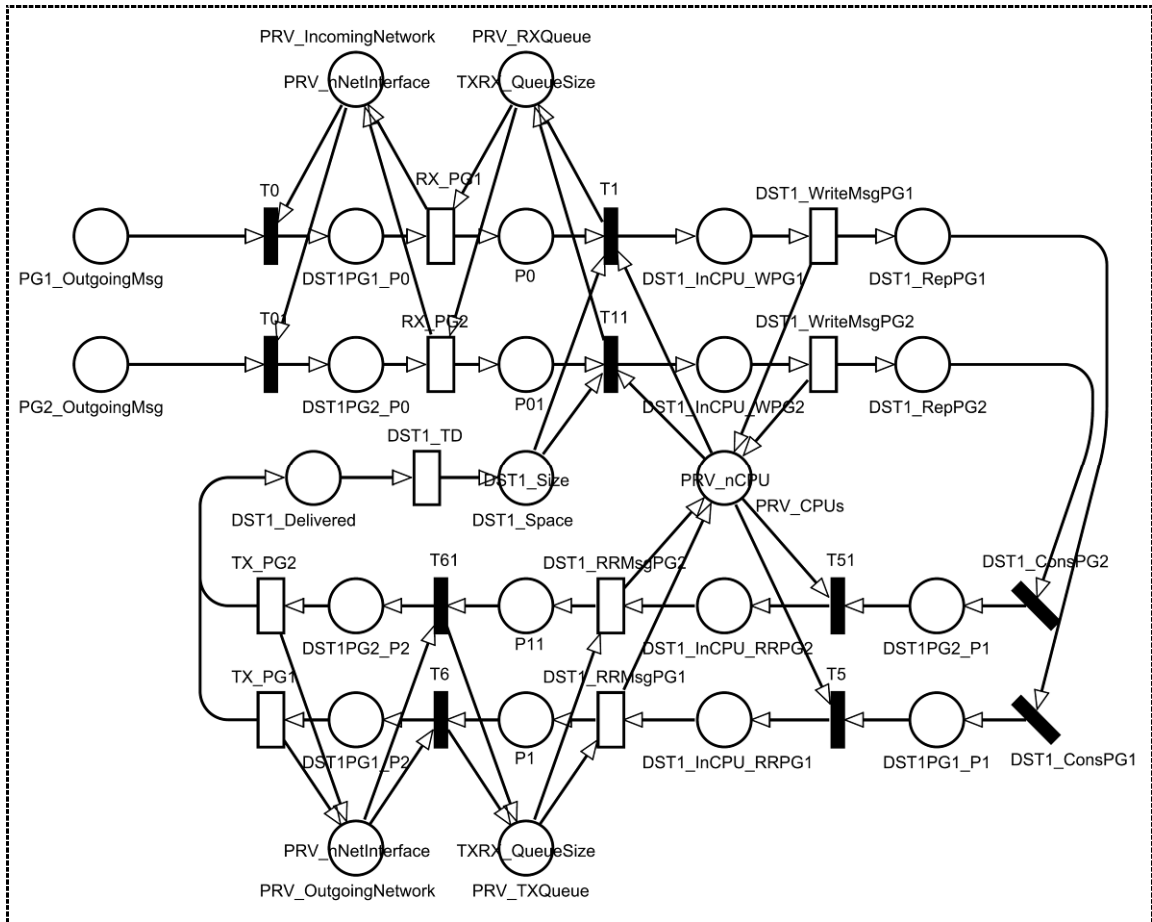 PRV_IncomingNetwork
PRV_RXQueue
PRV_nNetInterface
TXRX_QueueSize
T0
RX_PG1
T1
DST1_WriteMsgPG1
PG1_OutgoingMsg
DST1PG1_P0
P0
DST1_InCPU_WPG1
DST1_RepPG1
T01
RX_PG2
T11
DST1_WriteMsgPG2
PG2_OutgoingMsg
DST1PG2_P0
P01
DST1_InCPU_WPG2
DST1_RepPG2
DST1_TD
DST1_Size
PRV_nCPU
PRV_CPUs
DST1_Delivered
DST1_Space
TX_PG2
T61
DST1_RRMsgPG2
T51
DST1_ConsPG2
DST1PG2_P2
P11
DST1_InCPU_RRPG2
DST1PG2_P1
TX_PG1
T6
DST1_RRMsgPG1
T5
DST1PG1_P2
P1
DST1_InCPU_RRPG1
DST1PG1_P1
DST1_ConsPG1
PRV_nNetInterface
TXRX_QueueSize
PRV_OutgoingNetwork
PRV_TXQueue